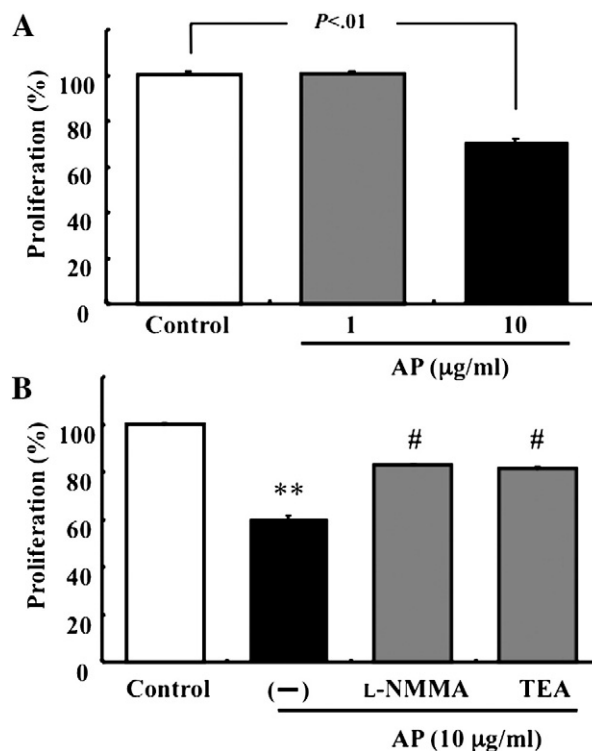 A
P<.01
Proliferation (%)
100
80
60
40
20
0
Control 1 10
AP (μg/ml)
B
Proliferation (%)
100
80
60
40
20
0
** # #
Control (−) L-NMMA TEA
AP (10 μg/ml)